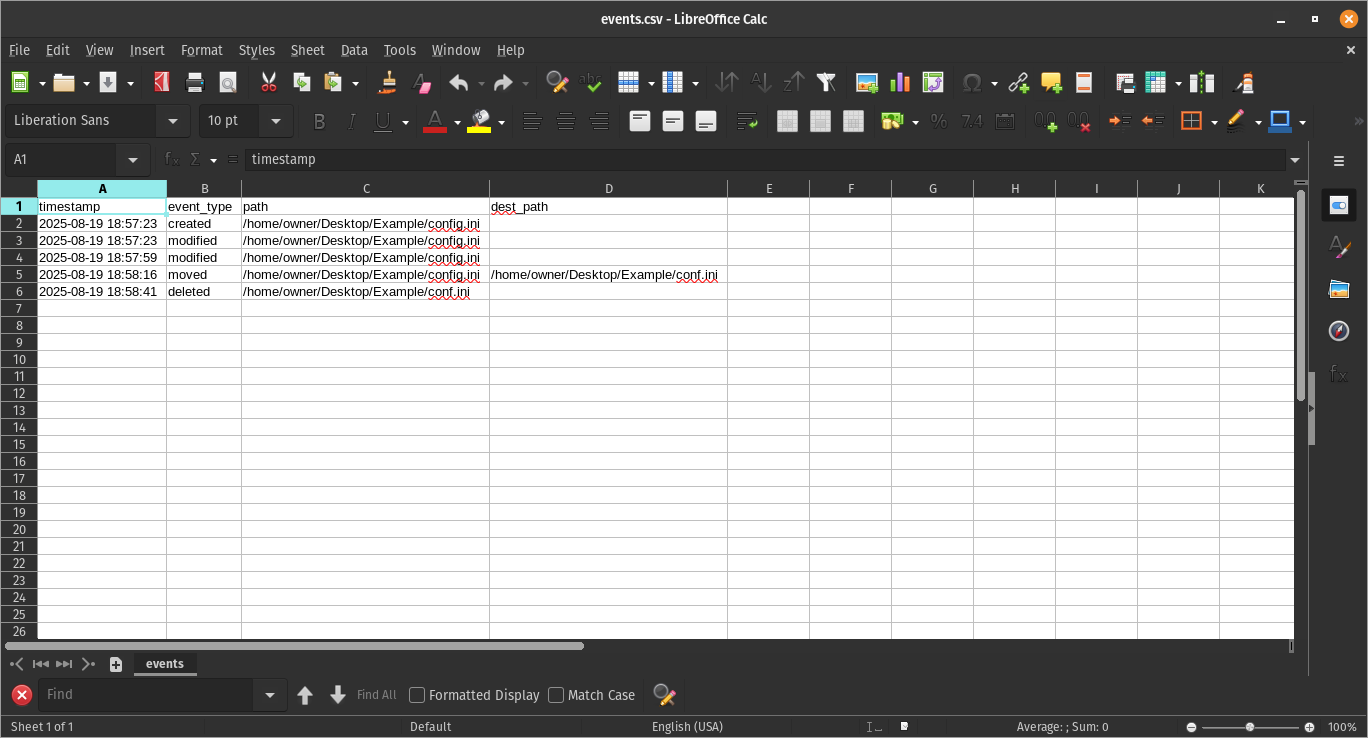 events.csv - LibreOffice Calc
File Edit View Insert Format Styles Sheet Data Tools Window Help
Liberation Sans 10 pt B I U A % 7.4
A1 fx Σ = timestamp
A B C D E F G H I J K
1 timestamp event_type path dest_path
2 2025-08-19 18:57:23 created /home/owner/Desktop/Example/config.ini
3 2025-08-19 18:57:23 modified /home/owner/Desktop/Example/config.ini
4 2025-08-19 18:57:59 modified /home/owner/Desktop/Example/config.ini
5 2025-08-19 18:58:16 moved /home/owner/Desktop/Example/config.ini /home/owner/Desktop/Example/conf.ini
6 2025-08-19 18:58:41 deleted /home/owner/Desktop/Example/conf.ini
7
8
9
10
11
12
13
14
15
16
17
18
19
20
21
22
23
24
25
26
events
Find Find All Formatted Display Match Case
Sheet 1 of 1 Default English (USA) Average: ; Sum: 0 100%